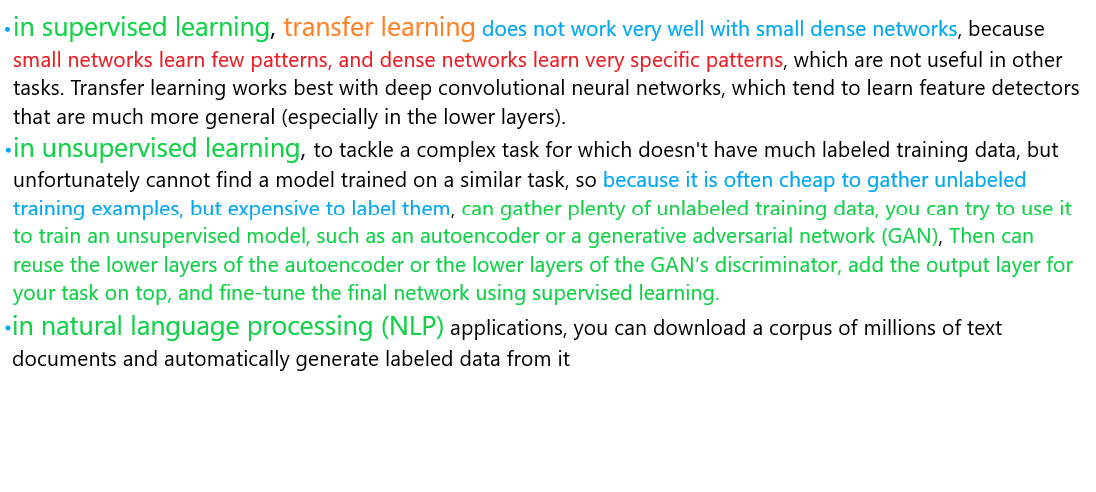 •in supervised learning, transfer learning does not work very well with small dense networks, because
small networks learn few patterns, and dense networks learn very specific patterns, which are not useful in other
tasks. Transfer learning works best with deep convolutional neural networks, which tend to learn feature detectors
that are much more general (especially in the lower layers).
•in unsupervised learning, to tackle a complex task for which doesn't have much labeled training data, but
unfortunately cannot find a model trained on a similar task, so because it is often cheap to gather unlabeled
training examples, but expensive to label them, can gather plenty of unlabeled training data, you can try to use it
to train an unsupervised model, such as an autoencoder or a generative adversarial network (GAN), Then can
reuse the lower layers of the autoencoder or the lower layers of the GAN’s discriminator, add the output layer for
your task on top, and fine-tune the final network using supervised learning.
•in natural language processing (NLP) applications, you can download a corpus of millions of text
documents and automatically generate labeled data from it